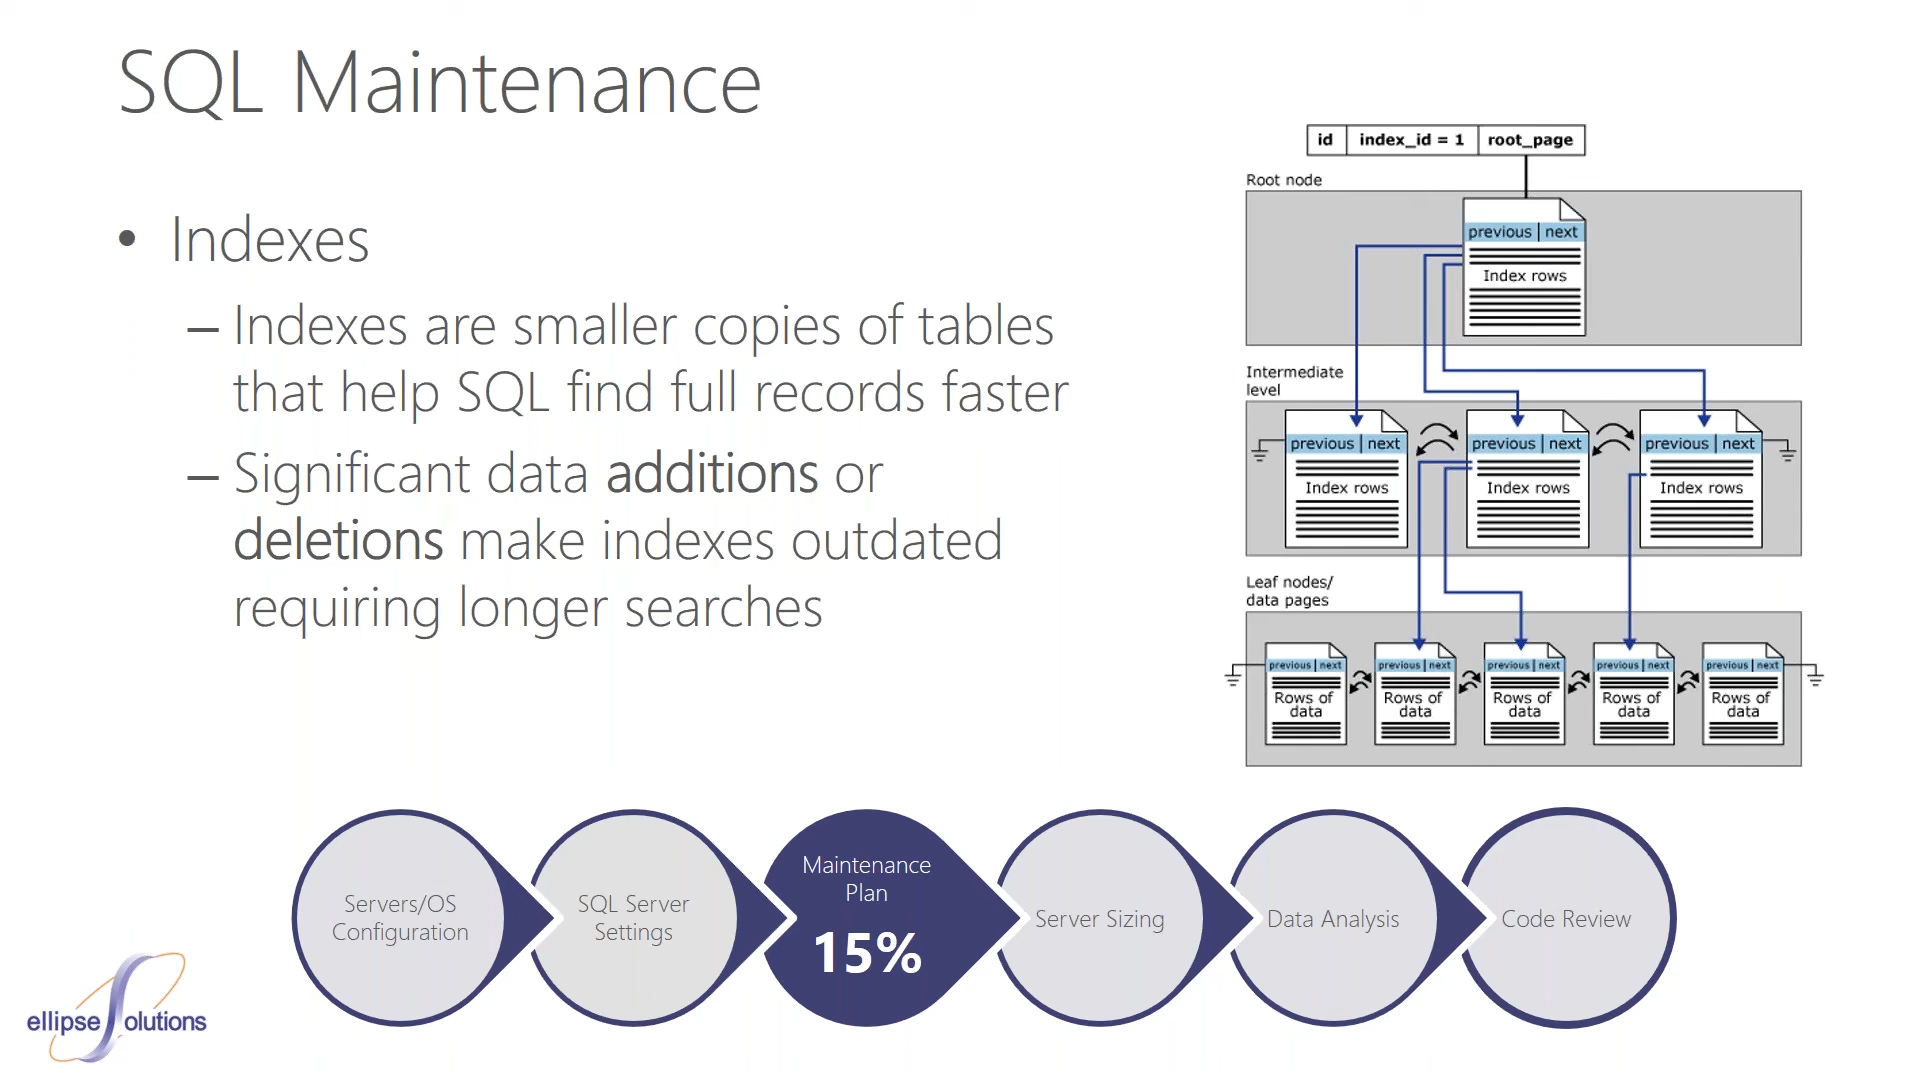 SQL Maintenance
• Indexes
– Indexes are smaller copies of tables
that help SQL find full records faster
– Significant data additions or
deletions make indexes outdated
requiring longer searches
id index_id = 1 root_page
Root node
previous | next
Index rows
Intermediate
level
previous | next previous | next previous | next
Index rows Index rows Index rows
Leaf nodes/
data pages
previous | next previous | next previous | next previous | next previous | next
Rows of Rows of Rows of Rows of Rows of
data data data data data
Servers/OS
Configuration
SQL Server
Settings
Maintenance
Plan
15%
Server Sizing
Data Analysis
Code Review
ellipse Solutions